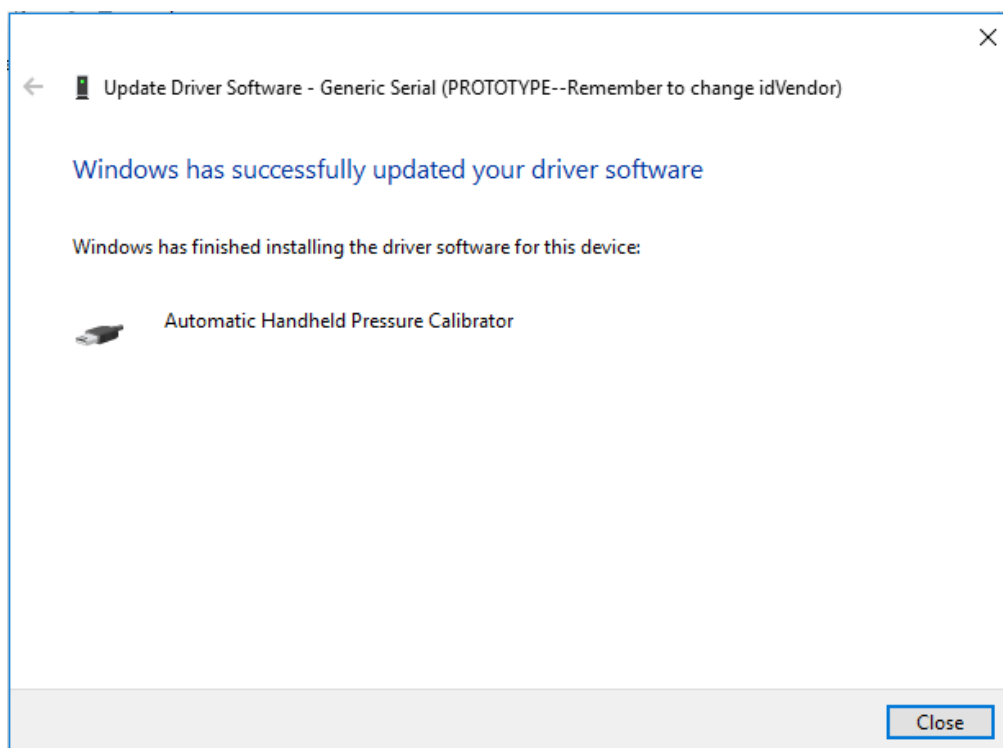 Update Driver Software - Generic Serial (PROTOTYPE--Remember to change idVendor)
Windows has successfully updated your driver software
Windows has finished installing the driver software for this device:
Automatic Handheld Pressure Calibrator
Close